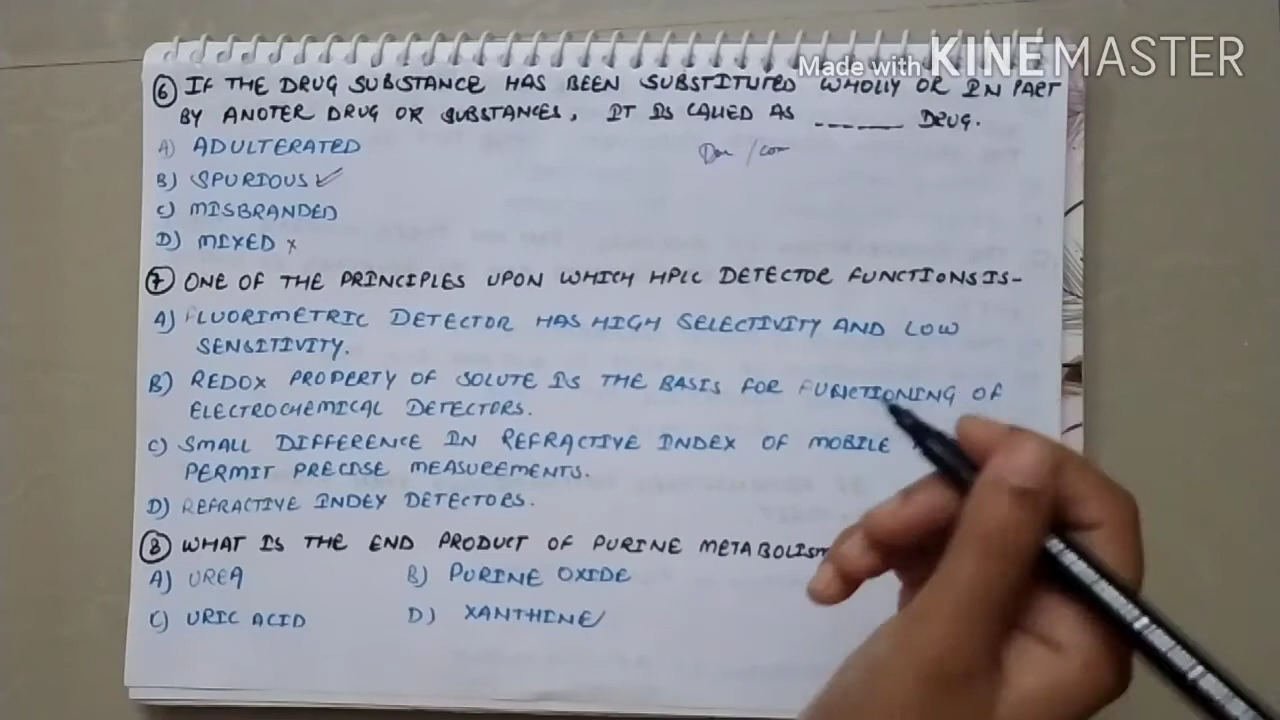 Made with KINEMASTER
⑥ IF THE DRUG SUBSTANCE HAS BEEN SUBSTITUTED WHOLLY OR IN PART
BY ANOTER DRUG OR SUBSTANCES, IT IS CALLED AS ------ DRUG.
A) ADULTERATED
B) SPURIOUS ✓
C) MISBRANDED
D) MIXED x
⑦ ONE OF THE PRINCIPLES UPON WHICH HPLC DETECTOR FUNCTIONS IS-
A) FLUORIMETRIC DETECTOR HAS HIGH SELECTIVITY AND LOW
SENSITIVITY.
B) REDOX PROPERTY OF SOLUTE IS THE BASIS FOR FUNCTIONING OF
ELECTROCHEMICAL DETECTORS.
C) SMALL DIFFERENCE IN REFRACTIVE INDEX OF MOBILE
PERMIT PRECISE MEASUREMENTS.
D) REFRACTIVE INDEX DETECTORS.
⑧ WHAT IS THE END PRODUCT OF PURINE METABOLISM
A) UREA B) PURINE OXIDE
C) URIC ACID D) XANTHINE